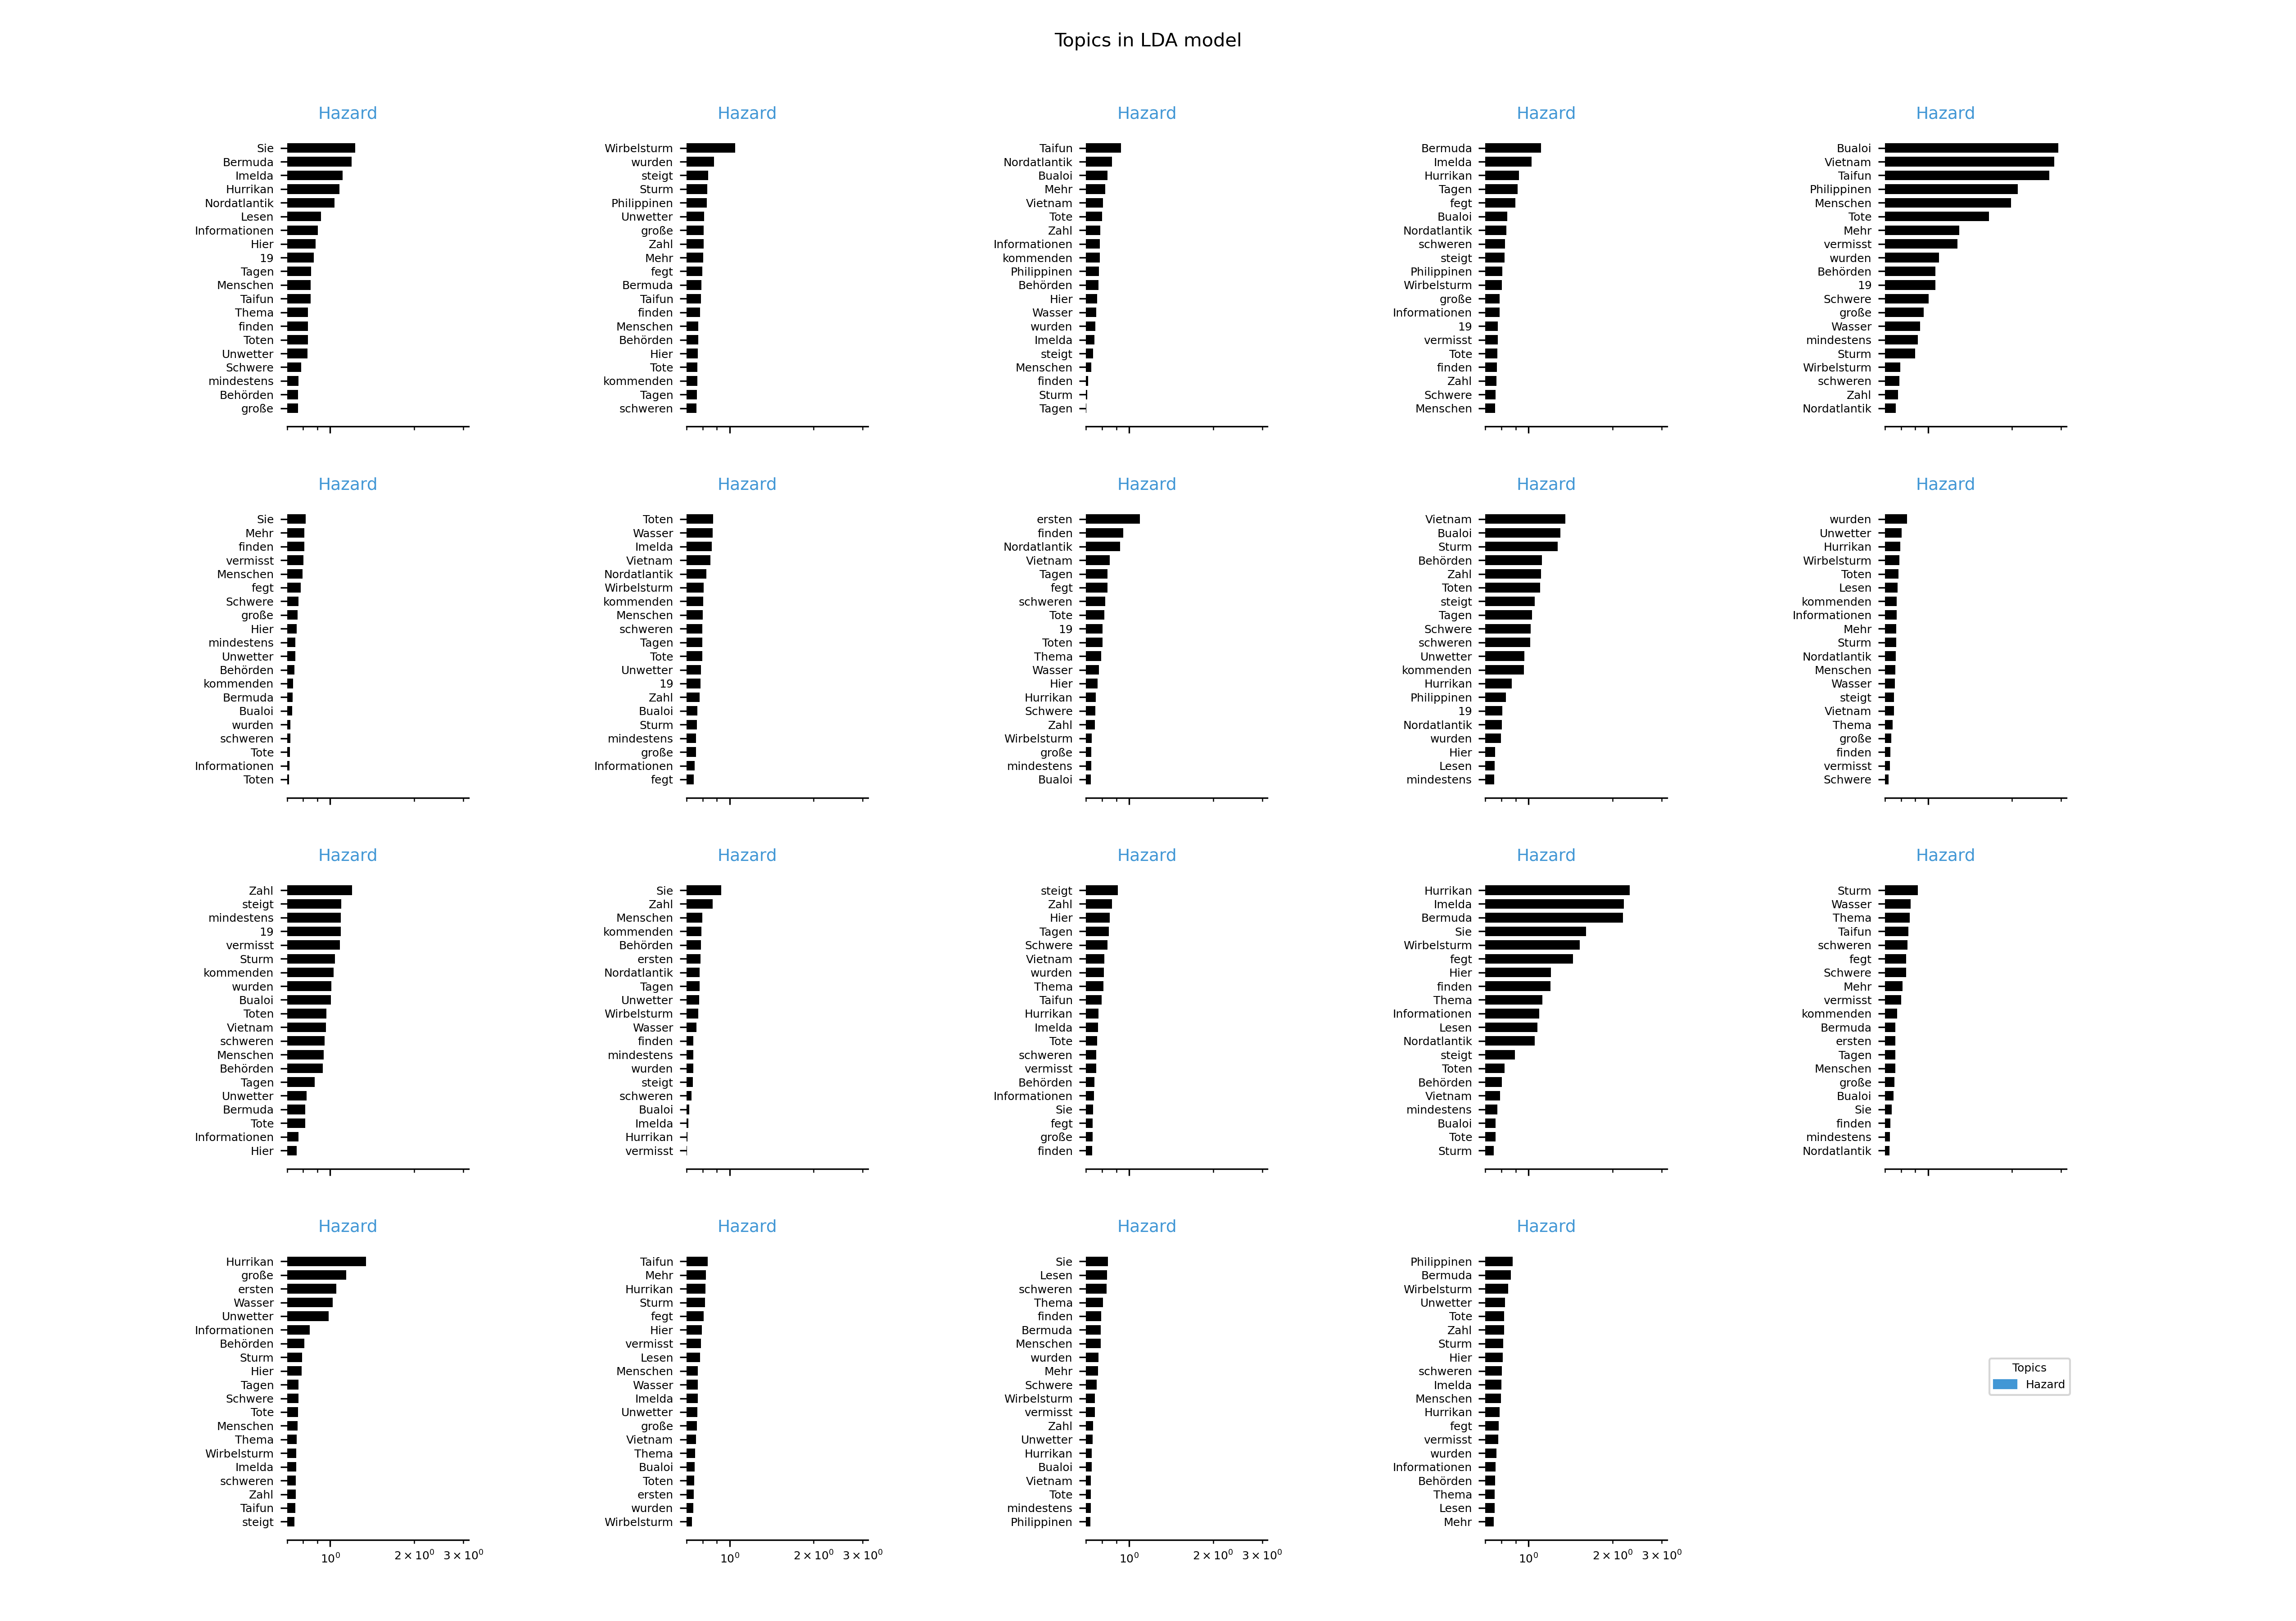 Topics in LDA model
Hazard
Sie
Bermuda
Imelda
Hurrikan
Nordatlantik
Lesen
Informationen
Hier
19
Tagen
Menschen
Taifun
Thema
finden
Toten
Unwetter
Schwere
mindestens
Behörden
große
Hazard
Wirbelsturm
wurden
steigt
Sturm
Philippinen
Unwetter
große
Zahl
Mehr
fegt
Bermuda
Taifun
finden
Menschen
Behörden
Hier
Tote
kommenden
Tagen
schweren
Hazard
Taifun
Nordatlantik
Bualoi
Mehr
Vietnam
Tote
Zahl
Informationen
kommenden
Philippinen
Behörden
Hier
Wasser
wurden
Imelda
steigt
Menschen
finden
Sturm
Tagen
Hazard
Bermuda
Imelda
Hurrikan
Tagen
fegt
Bualoi
Nordatlantik
schweren
steigt
Philippinen
Wirbelsturm
große
Informationen
19
vermisst
Tote
finden
Zahl
Schwere
Menschen
Hazard
Bualoi
Vietnam
Taifun
Philippinen
Menschen
Tote
Mehr
vermisst
wurden
Behörden
19
Schwere
große
Wasser
mindestens
Sturm
Wirbelsturm
schweren
Zahl
Nordatlantik
Hazard
Sie
Mehr
finden
vermisst
Menschen
fegt
Schwere
große
Hier
mindestens
Unwetter
Behörden
kommenden
Bermuda
Bualoi
wurden
schweren
Tote
Informationen
Toten
Hazard
Toten
Wasser
Imelda
Vietnam
Nordatlantik
Wirbelsturm
kommenden
Menschen
schweren
Tagen
Tote
Unwetter
19
Zahl
Bualoi
Sturm
mindestens
große
Informationen
fegt
Hazard
ersten
finden
Nordatlantik
Vietnam
Tagen
fegt
schweren
Tote
19
Toten
Thema
Wasser
Hier
Hurrikan
Schwere
Zahl
Wirbelsturm
große
mindestens
Bualoi
Hazard
Vietnam
Bualoi
Sturm
Behörden
Zahl
Toten
steigt
Tagen
Schwere
schweren
Unwetter
kommenden
Hurrikan
Philippinen
19
Nordatlantik
wurden
Hier
Lesen
mindestens
Hazard
wurden
Unwetter
Hurrikan
Wirbelsturm
Toten
Lesen
kommenden
Informationen
Mehr
Sturm
Nordatlantik
Menschen
Wasser
steigt
Vietnam
Thema
große
finden
vermisst
Schwere
Hazard
Zahl
steigt
mindestens
19
vermisst
Sturm
kommenden
wurden
Bualoi
Toten
Vietnam
schweren
Menschen
Behörden
Tagen
Unwetter
Bermuda
Tote
Informationen
Hier
Hazard
Sie
Zahl
Menschen
kommenden
Behörden
ersten
Nordatlantik
Tagen
Unwetter
Wirbelsturm
Wasser
finden
mindestens
wurden
steigt
schweren
Bualoi
Imelda
Hurrikan
vermisst
Hazard
steigt
Zahl
Hier
Tagen
Schwere
Vietnam
wurden
Thema
Taifun
Hurrikan
Imelda
Tote
schweren
vermisst
Behörden
Informationen
Sie
fegt
große
finden
Hazard
Hurrikan
Imelda
Bermuda
Sie
Wirbelsturm
fegt
Hier
finden
Thema
Informationen
Lesen
Nordatlantik
steigt
Toten
Behörden
Vietnam
mindestens
Bualoi
Tote
Sturm
Hazard
Sturm
Wasser
Thema
Taifun
schweren
fegt
Schwere
Mehr
vermisst
kommenden
Bermuda
ersten
Tagen
Menschen
große
Bualoi
Sie
finden
mindestens
Nordatlantik
Hazard
Hurrikan
große
ersten
Wasser
Unwetter
Informationen
Behörden
Sturm
Hier
Tagen
Schwere
Tote
Menschen
Thema
Wirbelsturm
Imelda
schweren
Zahl
Taifun
steigt
10⁰ 2 × 10⁰ 3 × 10⁰
Hazard
Taifun
Mehr
Hurrikan
Sturm
fegt
Hier
vermisst
Lesen
Menschen
Wasser
Imelda
Unwetter
große
Vietnam
Thema
Bualoi
Toten
ersten
wurden
Wirbelsturm
10⁰ 2 × 10⁰ 3 × 10⁰
Hazard
Sie
Lesen
schweren
Thema
finden
Bermuda
Menschen
wurden
Mehr
Schwere
Wirbelsturm
vermisst
Zahl
Unwetter
Hurrikan
Bualoi
Vietnam
Tote
mindestens
Philippinen
10⁰ 2 × 10⁰ 3 × 10⁰
Hazard
Philippinen
Bermuda
Wirbelsturm
Unwetter
Tote
Zahl
Sturm
Hier
schweren
Imelda
Menschen
Hurrikan
fegt
vermisst
wurden
Informationen
Behörden
Thema
Lesen
Mehr
10⁰ 2 × 10⁰ 3 × 10⁰
Topics
Hazard